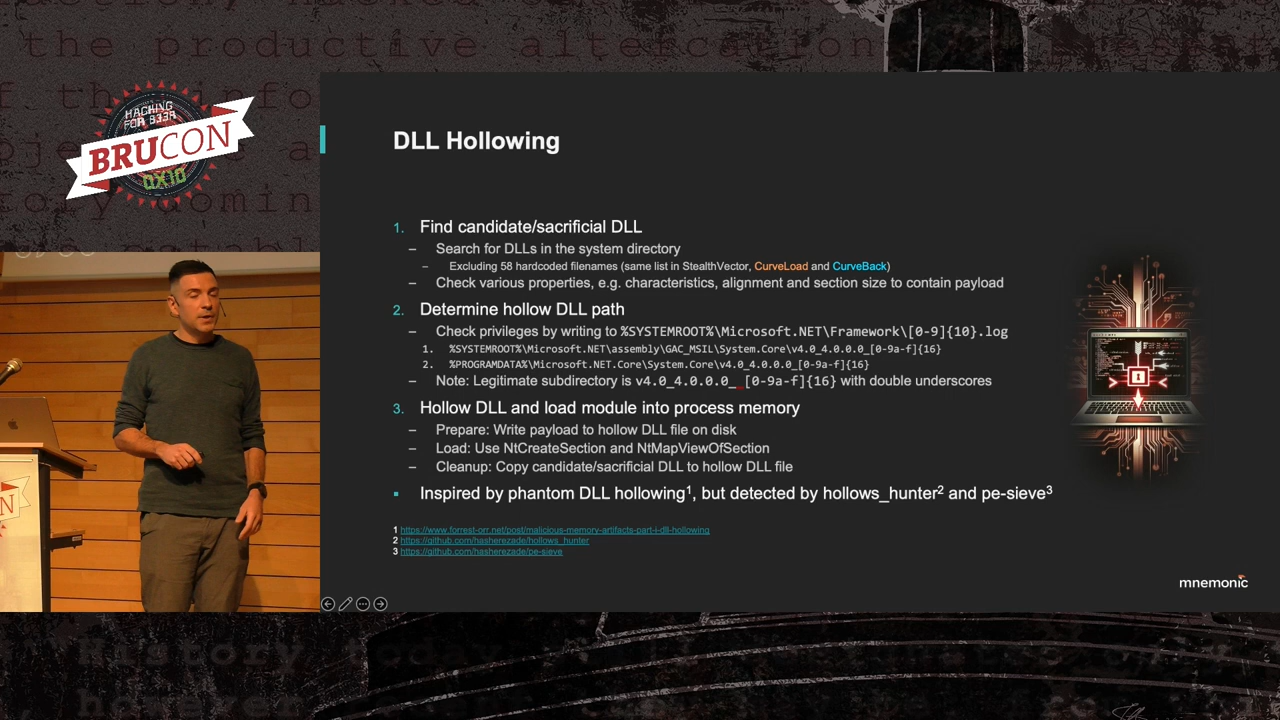 the productive altercation
HACKING
FOR B33R
BRUCON
0X10
DLL Hollowing
1. Find candidate/sacrificial DLL
– Search for DLLs in the system directory
– Excluding 58 hardcoded filenames (same list in StealthVector, CurveLoad and CurveBack)
– Check various properties, e.g. characteristics, alignment and section size to contain payload
2. Determine hollow DLL path
– Check privileges by writing to %SYSTEMROOT%\Microsoft.NET\Framework\[0-9]{10}.log
1. %SYSTEMROOT%\Microsoft.NET\assembly\GAC_MSIL\System.Core\v4.0_4.0.0.0_[0-9a-f]{16}
2. %PROGRAMDATA%\Microsoft.NET.Core\System.Core\v4.0_4.0.0.0_[0-9a-f]{16}
– Note: Legitimate subdirectory is v4.0_4.0.0.0__[0-9a-f]{16} with double underscores
3. Hollow DLL and load module into process memory
– Prepare: Write payload to hollow DLL file on disk
– Load: Use NtCreateSection and NtMapViewOfSection
– Cleanup: Copy candidate/sacrificial DLL to hollow DLL file
▪ Inspired by phantom DLL hollowing1, but detected by hollows_hunter2 and pe-sieve3
1 https://www.forrest-orr.net/post/malicious-memory-artifacts-part-i-dll-hollowing
2 https://github.com/hasherezade/hollows_hunter
3 https://github.com/hasherezade/pe-sieve
mnemonic
History today
however